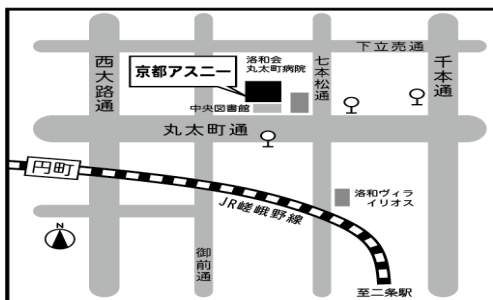 下立売通
西大路通
京都アスニー
洛和会
丸太町病院
七本松通
千本通
中央図書館
丸太町通
円町
JR嵯峨野線
洛和ヴィラ
イリオス
N
御前通
至二条駅